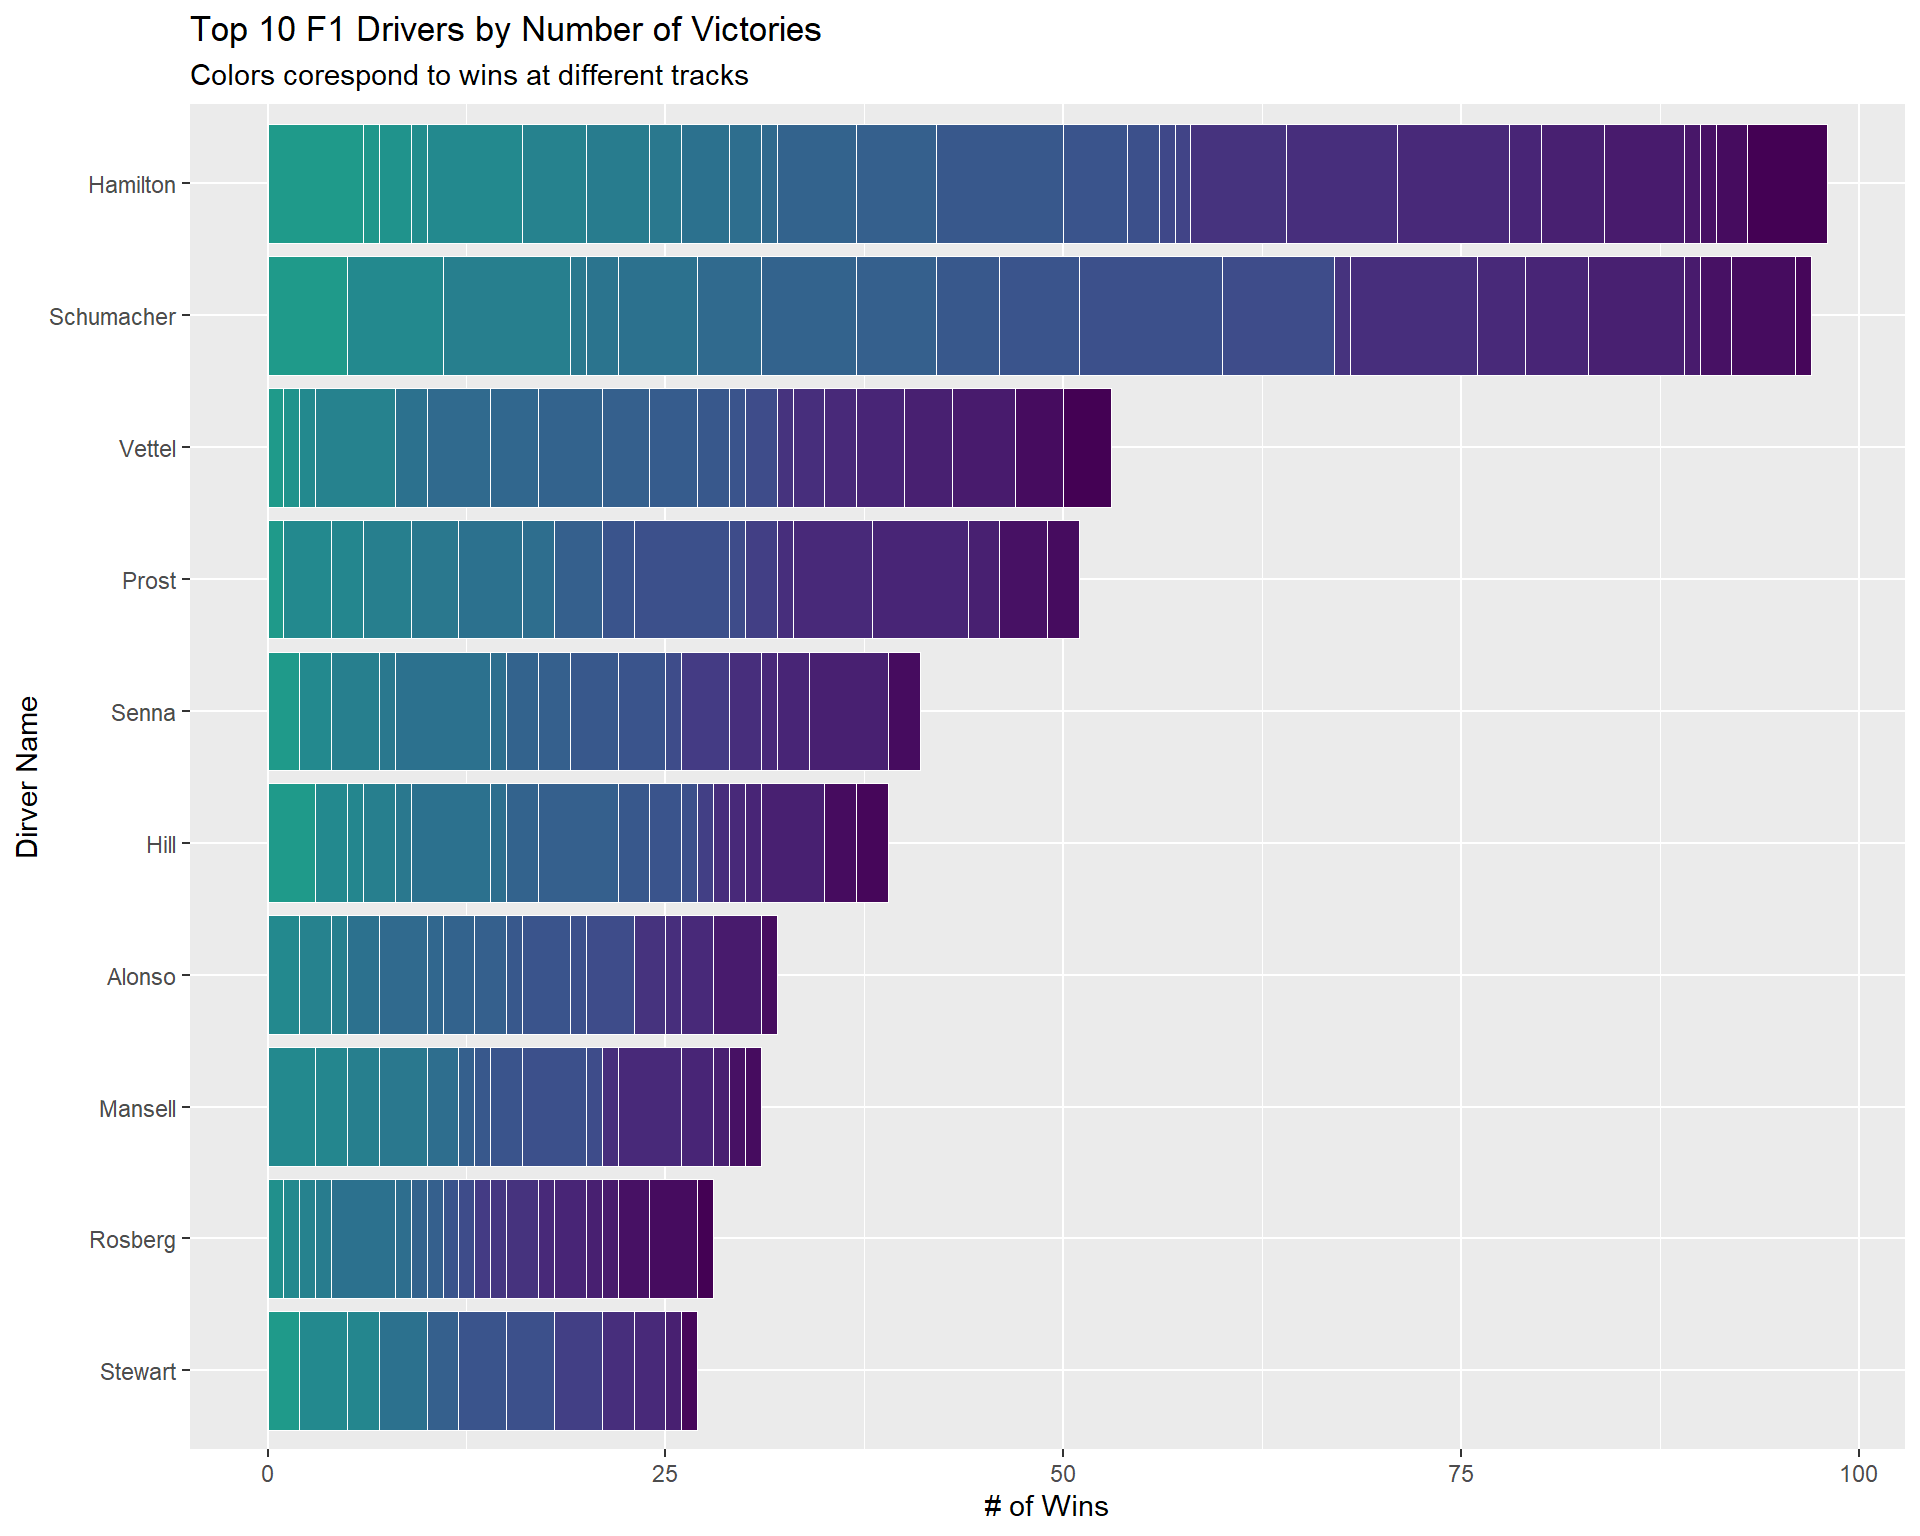 Top 10 F1 Drivers by Number of Victories
Colors corespond to wins at different tracks
Dirver Name
Hamilton
Schumacher
Vettel
Prost
Senna
Hill
Alonso
Mansell
Rosberg
Stewart
0 25 50 75 100
# of Wins